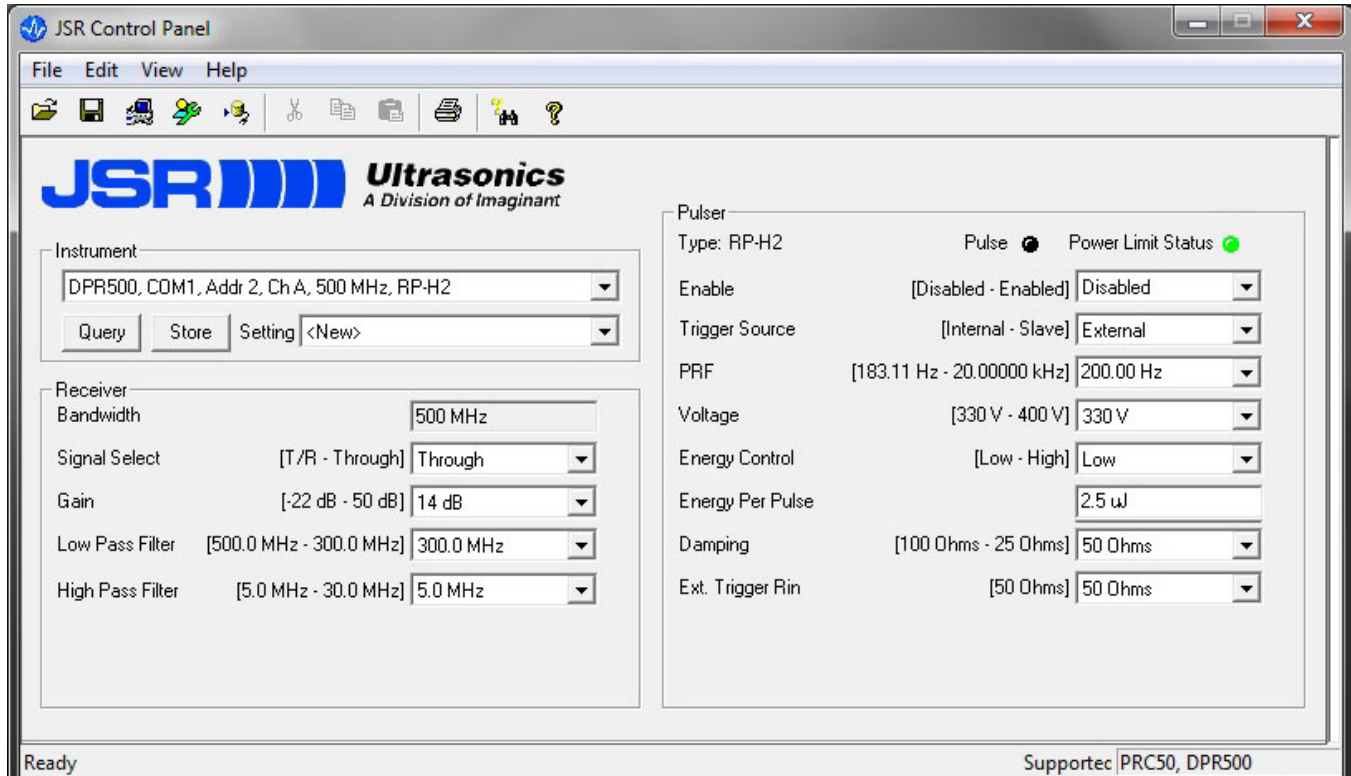 JSR Control Panel
File Edit View Help
JSR Ultrasonics
A Division of Imaginant
Instrument
DPR500, COM1, Addr 2, Ch A, 500 MHz, RP-H2
Query Store Setting <New>
Receiver
Bandwidth 500 MHz
Signal Select [T/R - Through] Through
Gain [-22 dB - 50 dB] 14 dB
Low Pass Filter [500.0 MHz - 300.0 MHz] 300.0 MHz
High Pass Filter [5.0 MHz - 30.0 MHz] 5.0 MHz
Pulser
Type: RP-H2 Pulse Power Limit Status
Enable [Disabled - Enabled] Disabled
Trigger Source [Internal - Slave] External
PRF [183.11 Hz - 20.00000 kHz] 200.00 Hz
Voltage [330 V - 400 V] 330 V
Energy Control [Low - High] Low
Energy Per Pulse 2.5 uJ
Damping [100 Ohms - 25 Ohms] 50 Ohms
Ext. Trigger Rin [50 Ohms] 50 Ohms
Ready Supportec PRC50, DPR500